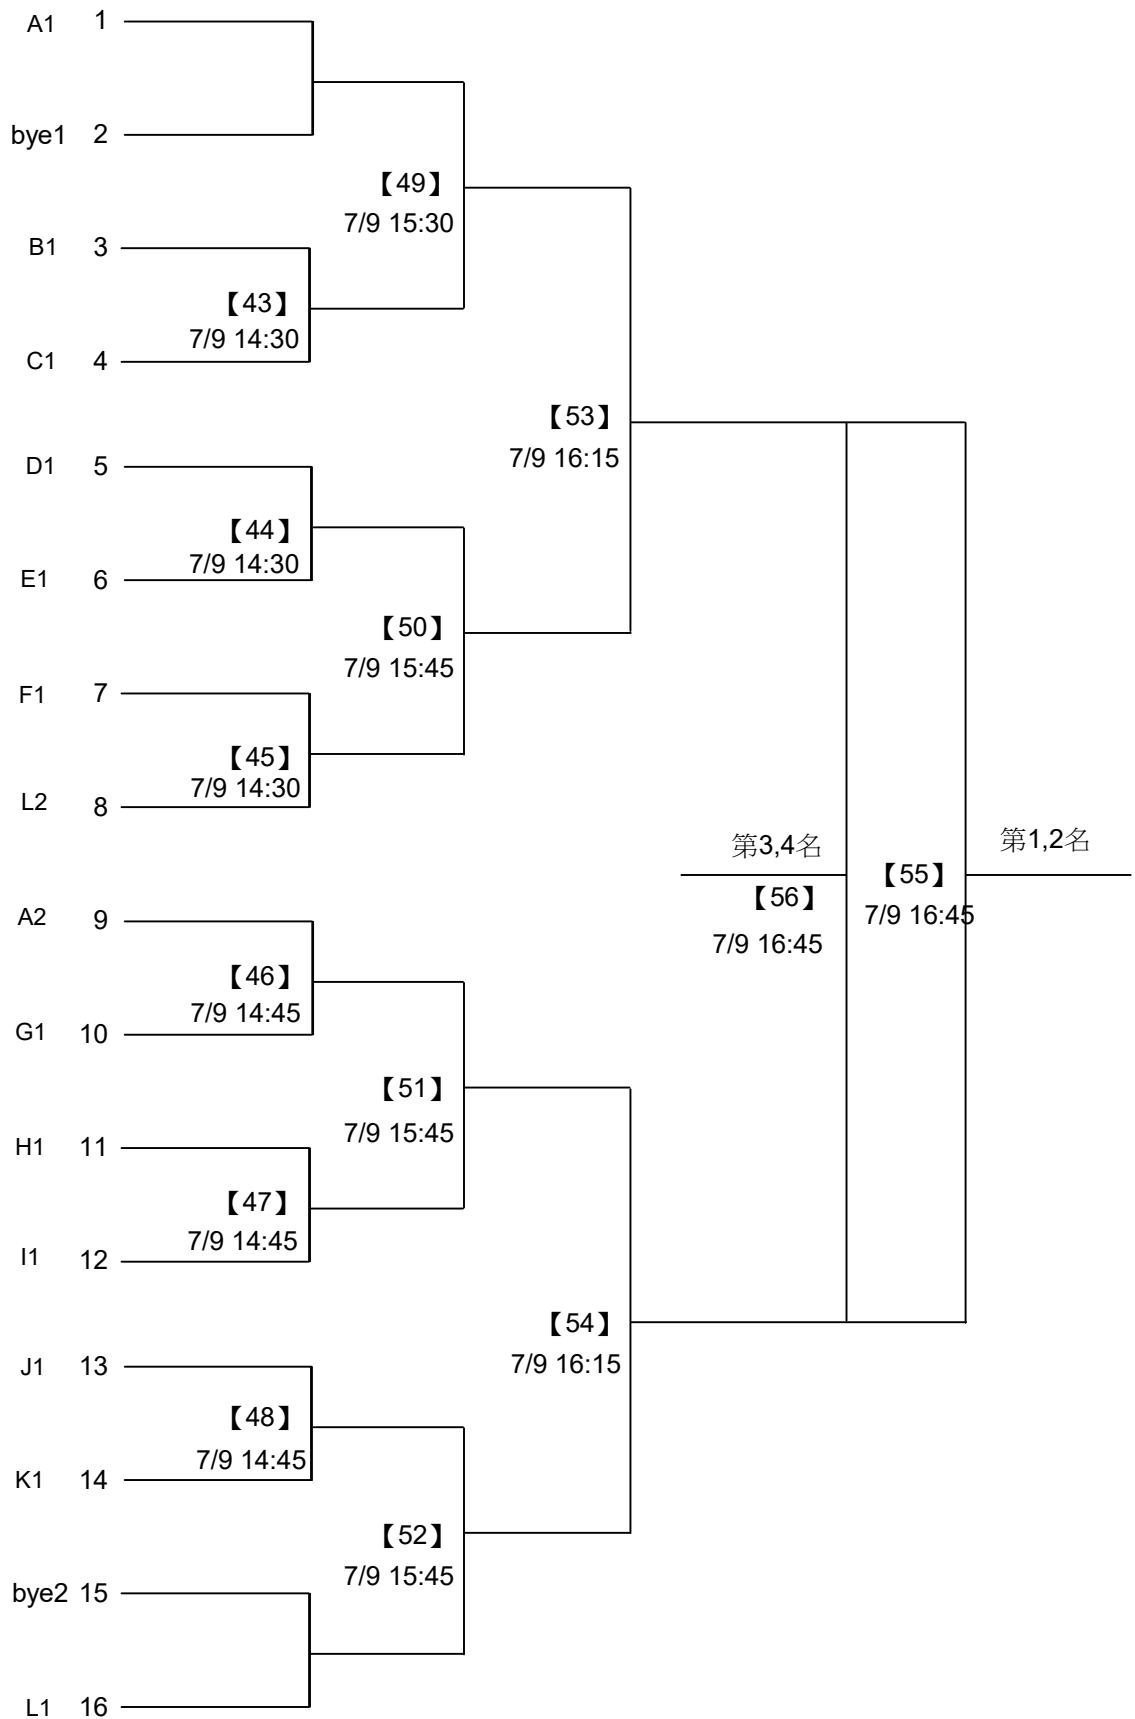 A1 1
bye1 2
【49】
7/9 15:30
B1 3
【43】
7/9 14:30
C1 4
【53】
7/9 16:15
D1 5
【44】
7/9 14:30
E1 6
【50】
7/9 15:45
F1 7
【45】
7/9 14:30
L2 8
第3,4名
第1,2名
【56】
7/9 16:45
【55】
7/9 16:45
A2 9
【46】
7/9 14:45
G1 10
【51】
7/9 15:45
H1 11
【47】
7/9 14:45
I1 12
【54】
7/9 16:15
J1 13
【48】
7/9 14:45
K1 14
【52】
7/9 15:45
bye2 15
L1 16